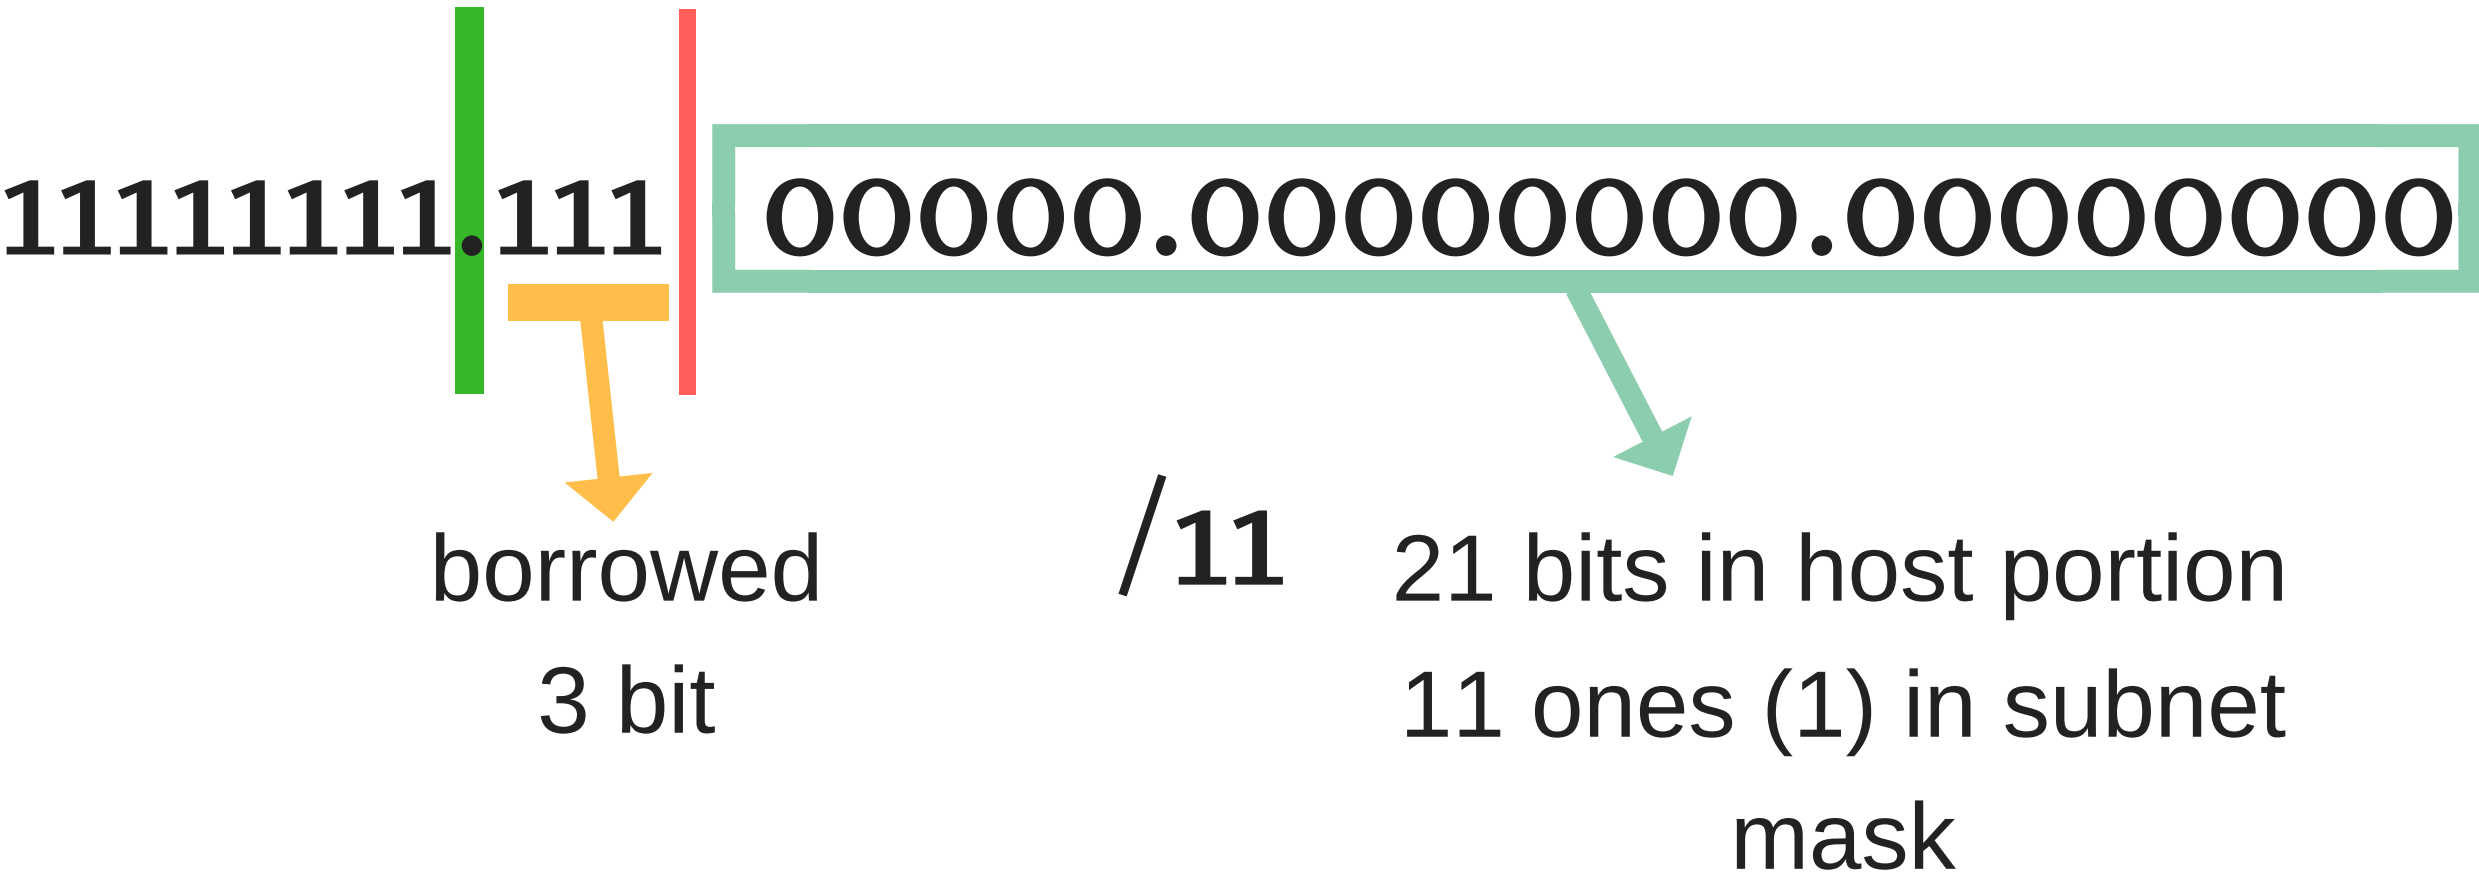 11111111.111 00000.00000000.00000000
borrowed
3 bit
/11
21 bits in host portion
11 ones (1) in subnet
mask